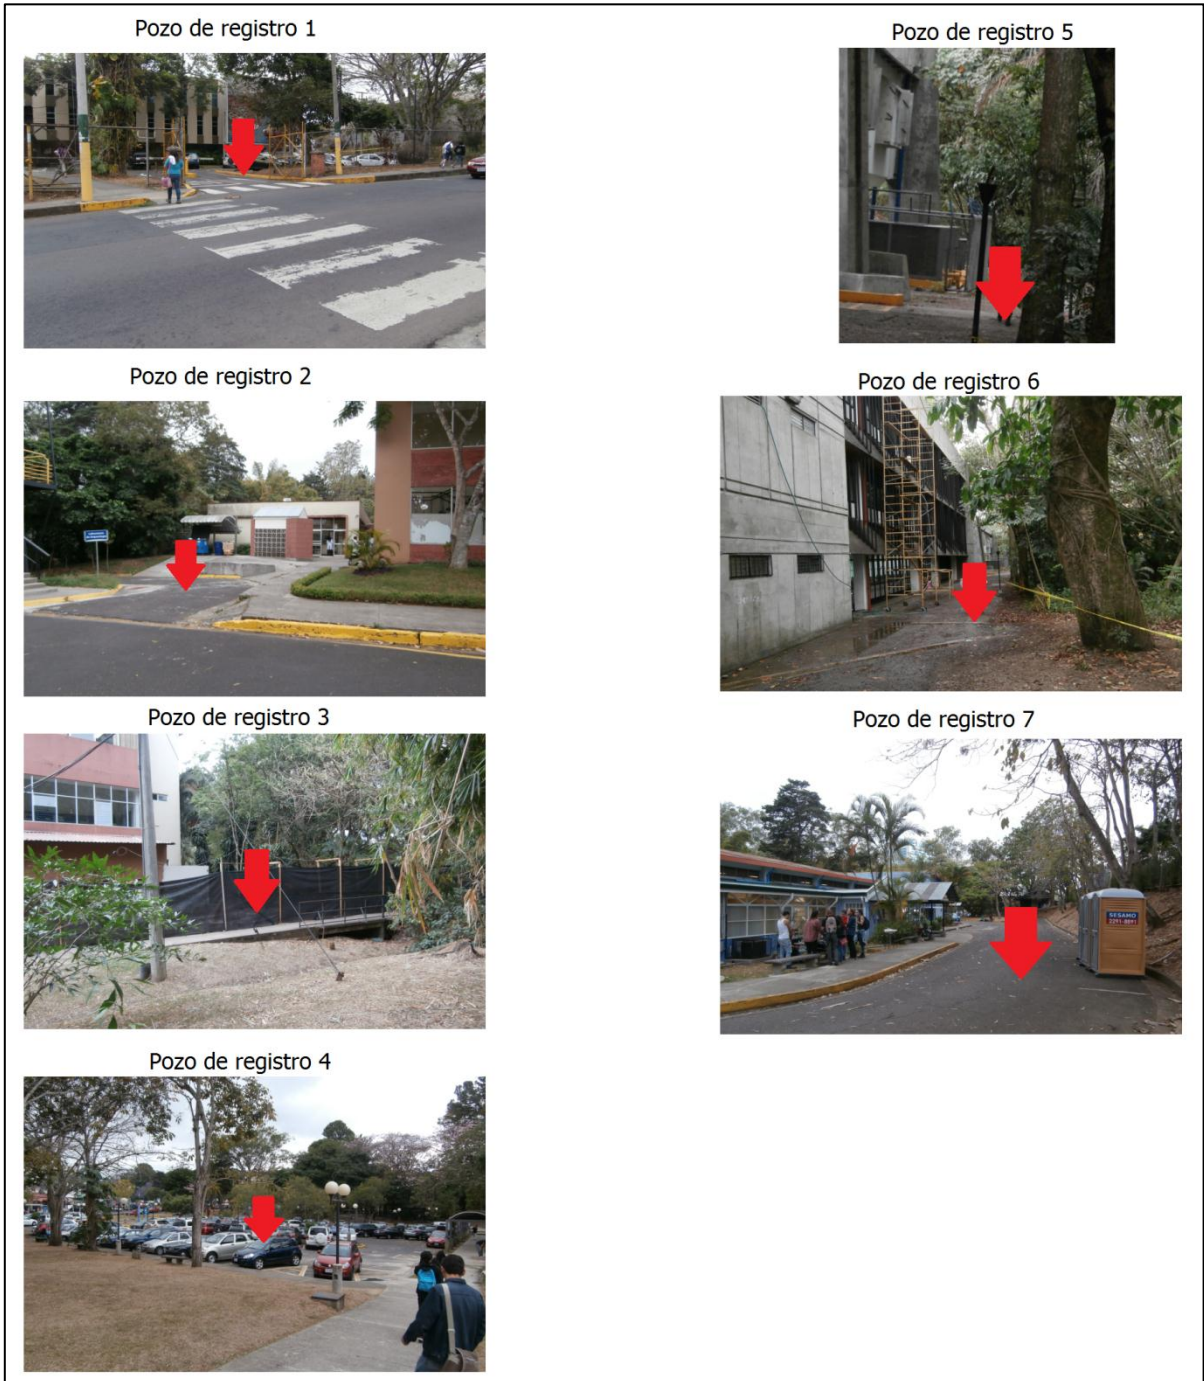 Pozo de registro 1
Pozo de registro 2
Pozo de registro 3
Pozo de registro 4
Pozo de registro 5
Pozo de registro 6
Pozo de registro 7
SESAMO